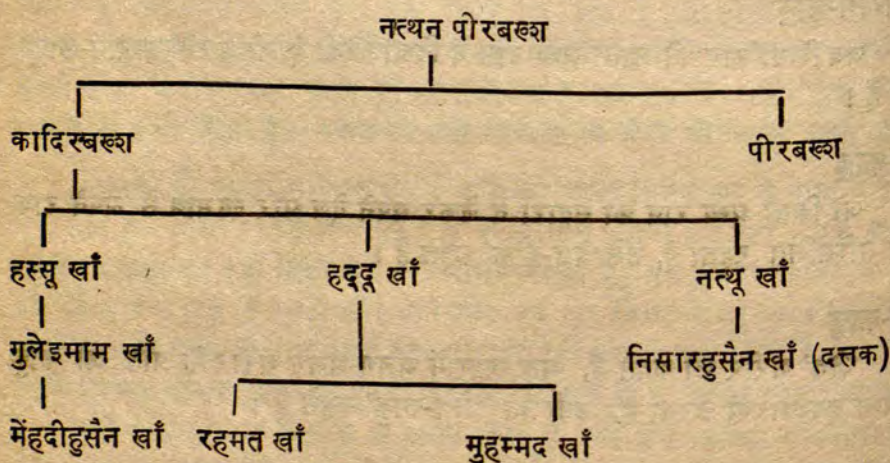 नत्थन पीरबख्श
कादिरबख्श पीरबख्श
हस्सू खाँ हद्दू खाँ नत्थू खाँ
गुलेइमाम खाँ निसारहुसैन खाँ (दत्तक)
मेंहदीहुसैन खाँ रहमत खाँ मुहम्मद खाँ